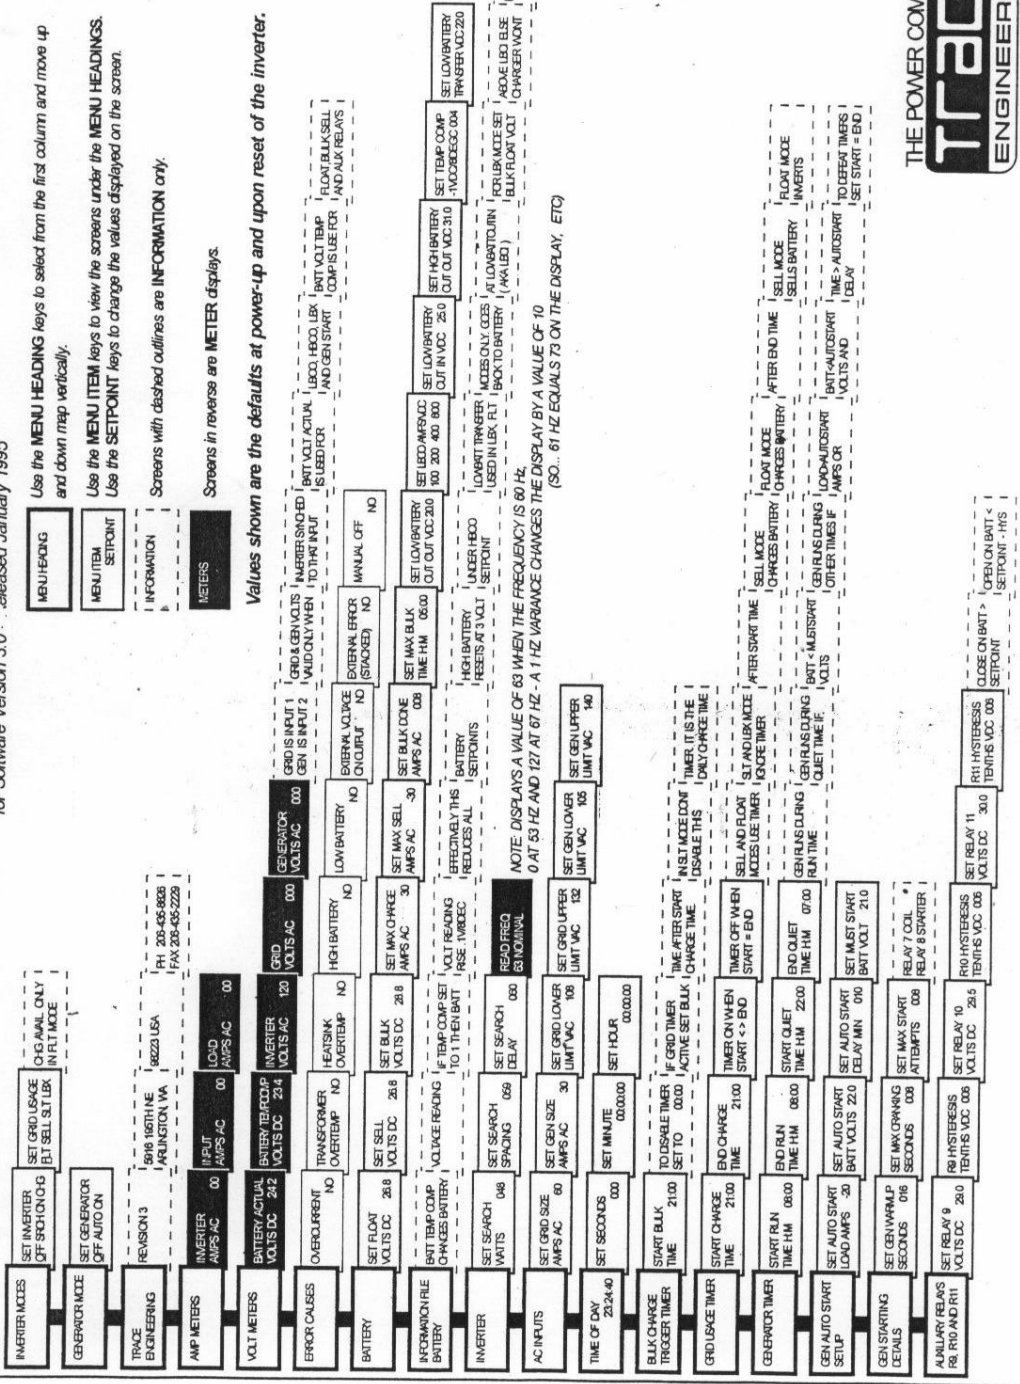 for Software Version 3.0
eleased January 1995
MENU HEADING
Use the MENU HEADING keys to select from the first column and move up
and down map vertically.
MENU ITEM
SETPOINT
Use the MENU ITEM keys to view the screens under the MENU HEADINGS.
Use the SETPOINT keys to change the values displayed on the screen.
INFORMATION
Screens with dashed outlines are INFORMATION only.
METERS
Screens in reverse are METER displays.
Values shown are the defaults at power-up and upon reset of the inverter.
INVERTER MODES
SET INVERTER
OFF SRCH ON CHG
SET GRID USAGE
FLT SELL SLT LBX
CHG AVAIL ONLY
IN FLT MODE
GENERATOR MODE
SET GENERATOR
OFF AUTO ON
TRACE
ENGINEERING
REVISION 3
5916 195TH NE
ARLINGTON, WA
98223 USA
PH 206-435-8826
FAX 206-435-2229
AMP METERS
INVERTER
AMPS AC 00
INPUT
AMPS AC 00
LOAD
AMPS AC 00
VOLT METERS
BATTERY ACTUAL
VOLTS DC 24.2
BATTERY TEMPCOMP
VOLTS DC 23.4
INVERTER
VOLTS AC 120
GRID
VOLTS AC 000
GENERATOR
VOLTS AC 000
GRID IS INPUT 1
GEN IS INPUT 2
GRID & GEN VOLTS
VALID ONLY WHEN
INVERTER SYNCHED
TO THAT INPUT
BATT VOLT ACTUAL
IS USED FOR
LBCO, HBCO, LBX
AND GEN START
BATT VOLT TEMP
COMP IS USE FOR
FLOAT,BULK,SELL
AND AUX RELAYS
ERROR CAUSES
OVERCURRENT
NO
TRANSFORMER
OVERTEMP NO
HEATSINK
OVERTEMP NO
HIGH BATTERY
NO
LOW BATTERY
NO
EXTERNAL VOLTAGE
ON OUTPUT NO
EXTERNAL ERROR
(STACKED) NO
MANUAL OFF
NO
BATTERY
SET FLOAT
VOLTS DC 26.8
SET SELL
VOLTS DC 26.8
SET BULK
VOLTS DC 28.8
SET MAX CHARGE
AMPS AC 30
SET MAX SELL
AMPS AC -30
SET BULK DONE
AMPS AC 008
SET MAX BULK
TIME H:M 05:00
SET LOW BATTERY
CUT OUT VDC 20.0
SET LBCO AMPS/VDC
100 200 400 800
SET LOW BATTERY
CUT IN VDC 25.0
SET HIGH BATTERY
CUT OUT VDC 31.0
SET TEMP COMP
-1VDC/8DEGC 004
SET LOW BATTERY
TRANSFER VDC 22.0
INFORMATION FILE
BATTERY
BATT TEMP COMP
CHANGES BATTERY
VOLTAGE READING
IF TEMP COMP SET
TO 1 THEN BATT
VOLT READING
RISE .1V/8DEC
EFFECTIVELY THIS
REDUCES ALL
BATTERY
SETPOINTS
HIGH BATTERY
RESETS AT 3 VOLT
UNDER HBCO
SETPOINT
LOWBATT TRANSFER
USED IN LBX, FLT
MODES ONLY. GOES
BACK TO BATTERY
AT LOWBATTCUTIN
( AKA LBCI )
FOR LBX MODE SET
BULK FLOAT VOLT
ABOVE LBCI ELSE
CHARGER WONT
INVERTER
SET SEARCH
WATTS 048
SET SEARCH
SPACING 059
SET SEARCH
DELAY 060
READ FREQ
63 NOMINAL
NOTE: DISPLAYS A VALUE OF 63 WHEN THE FREQUENCY IS 60 Hz,
0 AT 53 HZ AND 127 AT 67 HZ - A 1 HZ VARIANCE CHANGES THE DISPLAY BY A VALUE OF 10
(SO... 61 HZ EQUALS 73 ON THE DISPLAY, ETC)
AC INPUTS
SET GRID SIZE
AMPS AC 60
SET GEN SIZE
AMPS AC 30
SET GRID LOWER
LIMIT VAC 108
SET GRID UPPER
LIMIT VAC 132
SET GEN LOWER
LIMIT VAC 105
SET GEN UPPER
LIMIT VAC 140
TIME OF DAY
23:24:40
SET SECONDS
000
SET MINUTE
00:00:00
SET HOUR
00:00:00
BULK CHARGE
TRIGGER TIMER
START BULK
TIME 21:00
TO DISABLE TIMER
SET TO 00:00
IF GRID TIMER
ACTIVE SET BULK
TIME AFTER START
CHARGE TIME
IN SLT MODE DONT
DISABLE THIS
TIMER. IT IS THE
DAILY CHARGE TIME
GRID USAGE TIMER
START CHARGE
TIME 21:00
END CHARGE
TIME 21:00
TIMER ON WHEN
START <> END
TIMER OFF WHEN
START = END
SELL AND FLOAT
MODES USE TIMER
SLT AND LBX MODE
IGNORE TIMER
AFTER START TIME
SELL MODE
CHARGES BATTERY
FLOAT MODE
CHARGES BATTERY
AFTER END TIME
SELL MODE
SELLS BATTERY
FLOAT MODE
INVERTS
GENERATOR TIMER
START RUN
TIME H:M 08:00
END RUN
TIME H:M 08:00
START QUIET
TIME H:M 22:00
END QUIET
TIME H:M 07:00
GEN RUNS DURING
RUN TIME
GEN RUNS DURING
QUIET TIME IF,
BATT < MUSTSTART
VOLTS
GEN RUNS DURING
OTHER TIMES IF
LOAD>AUTOSTART
AMPS OR
BATT<AUTOSTART
VOLTS AND
TIME > AUTOSTART
DELAY
TO DEFEAT TIMERS
SET START = END
GEN AUTO START
SETUP
SET AUTO START
LOAD AMPS -20
SET AUTO START
BATT VOLTS 22.0
SET AUTO START
DELAY MIN 010
SET MUST START
BATT VOLT 21.0
GEN STARTING
DETAILS
SET GEN WARMUP
SECONDS 016
SET MAX CRANKING
SECONDS 008
SET MAX START
ATTEMPTS 008
RELAY 7 COIL *
RELAY 8 STARTER
AUXILLARY RELAYS
R9, R10 AND R11
SET RELAY 9
VOLTS DC 28.0
R9 HYSTERESIS
TENTHS VDC 006
SET RELAY 10
VOLTS DC 29.5
R10 HYSTERESIS
TENTHS VDC 006
SET RELAY 11
VOLTS DC 30.0
R11 HYSTERESIS
TENTHS VDC 006
CLOSE ON BATT >
SETPOINT
OPEN ON BATT <
SETPOINT - HYS
THE POWER COM
Trac
ENGINEER